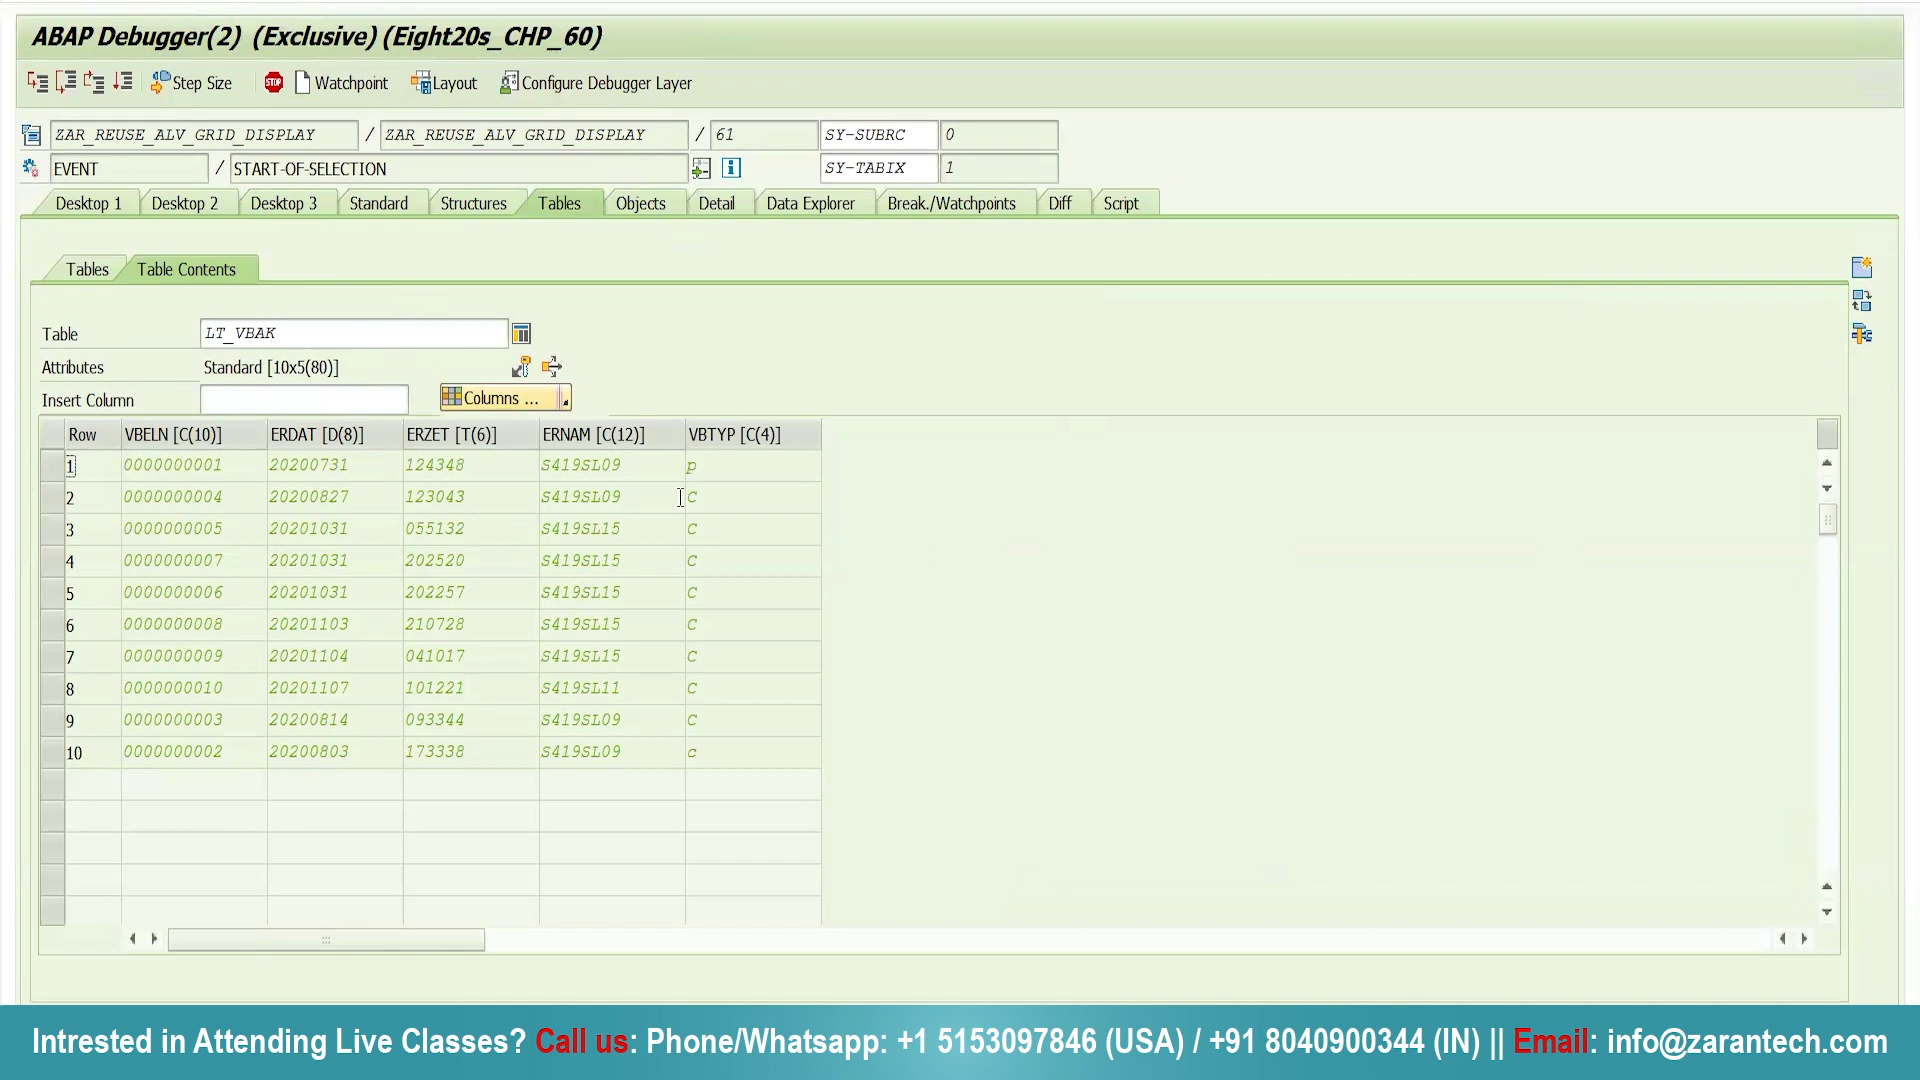 ABAP Debugger(2) (Exclusive) (Eight20s_CHP_60)
Step Size STOP Watchpoint Layout Configure Debugger Layer
ZAR_REUSE_ALV_GRID_DISPLAY / ZAR_REUSE_ALV_GRID_DISPLAY / 61 SY-SUBRC 0
EVENT / START-OF-SELECTION SY-TABIX 1
Desktop 1 Desktop 2 Desktop 3 Standard Structures Tables Objects Detail Data Explorer Break./Watchpoints Diff Script
Tables Table Contents
Table LT_VBAK
Attributes Standard [10x5(80)]
Insert Column Columns ...
Row VBELN [C(10)] ERDAT [D(8)] ERZET [T(6)] ERNAM [C(12)] VBTYP [C(4)]
1 0000000001 20200731 124348 S419SL09 p
2 0000000004 20200827 123043 S419SL09 C
3 0000000005 20201031 055132 S419SL15 C
4 0000000007 20201031 202520 S419SL15 C
5 0000000006 20201031 202257 S419SL15 C
6 0000000008 20201103 210728 S419SL15 C
7 0000000009 20201104 041017 S419SL15 C
8 0000000010 20201107 101221 S419SL11 C
9 0000000003 20200814 093344 S419SL09 C
10 0000000002 20200803 173338 S419SL09 c
Intrested in Attending Live Classes? Call us: Phone/Whatsapp: +1 5153097846 (USA) / +91 8040900344 (IN) || Email: info@zarantech.com